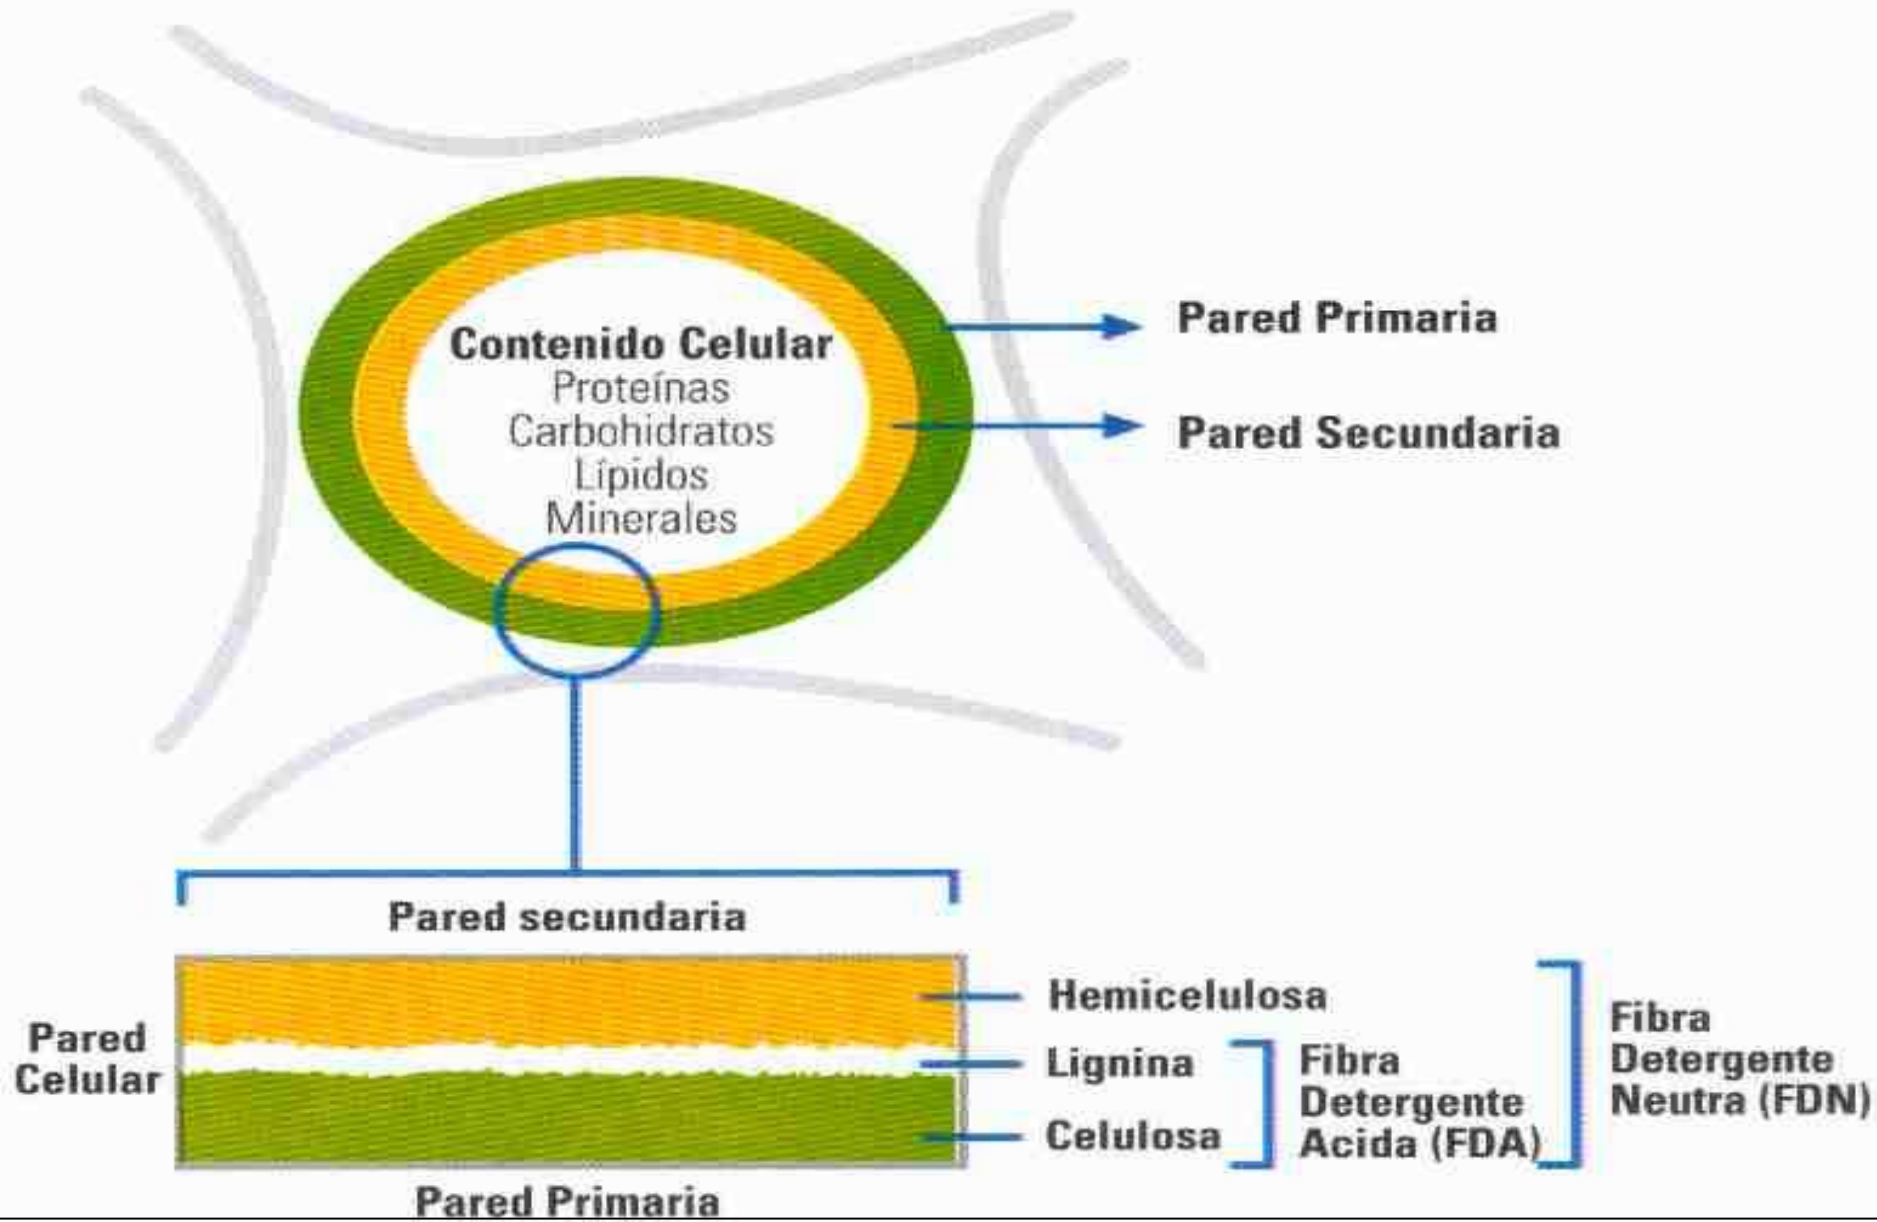 Contenido Celular
Proteínas
Carbohidratos
Lípidos
Minerales
Pared Primaria
Pared Secundaria
Pared secundaria
Pared
Celular
Hemicelulosa
Lignina
Celulosa
Fibra
Detergente
Acida (FDA)
Fibra
Detergente
Neutra (FDN)
Pared Primaria